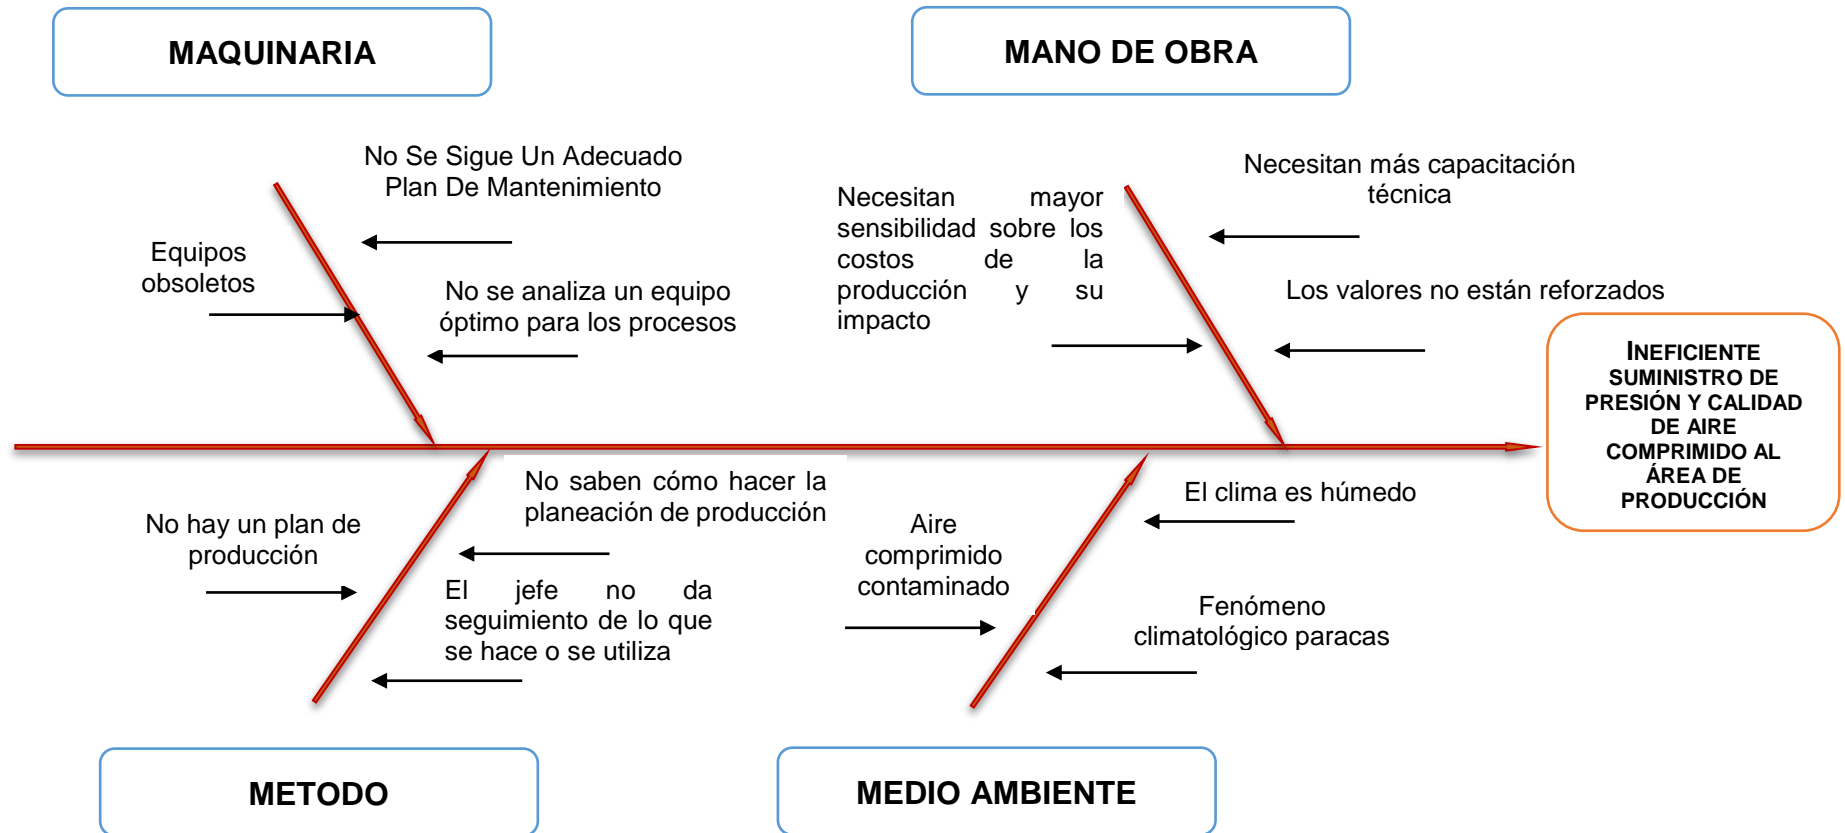 MAQUINARIA
MANO DE OBRA
No Se Sigue Un Adecuado
Plan De Mantenimiento
Equipos
obsoletos
No se analiza un equipo
óptimo para los procesos
Necesitan mayor
sensibilidad sobre los
costos de la
producción y su
impacto
Necesitan más capacitación
técnica
Los valores no están reforzados
INEFICIENTE
SUMINISTRO DE
PRESIÓN Y CALIDAD
DE AIRE
COMPRIMIDO AL
ÁREA DE
PRODUCCIÓN
No hay un plan de
producción
No saben cómo hacer la
planeación de producción
El jefe no da
seguimiento de lo que
se hace o se utiliza
Aire
comprimido
contaminado
El clima es húmedo
Fenómeno
climatológico paracas
METODO
MEDIO AMBIENTE